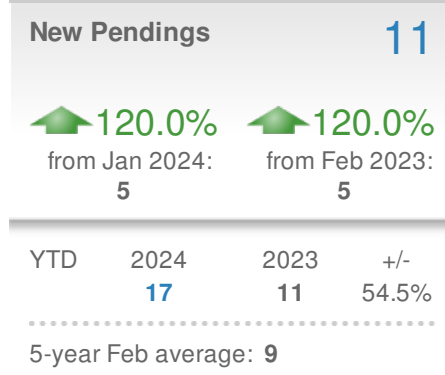 New Pendings 11
120.0% 120.0%
from Jan 2024: from Feb 2023:
5 5
YTD 2024 2023 +/-
17 11 54.5%
5-year Feb average: 9